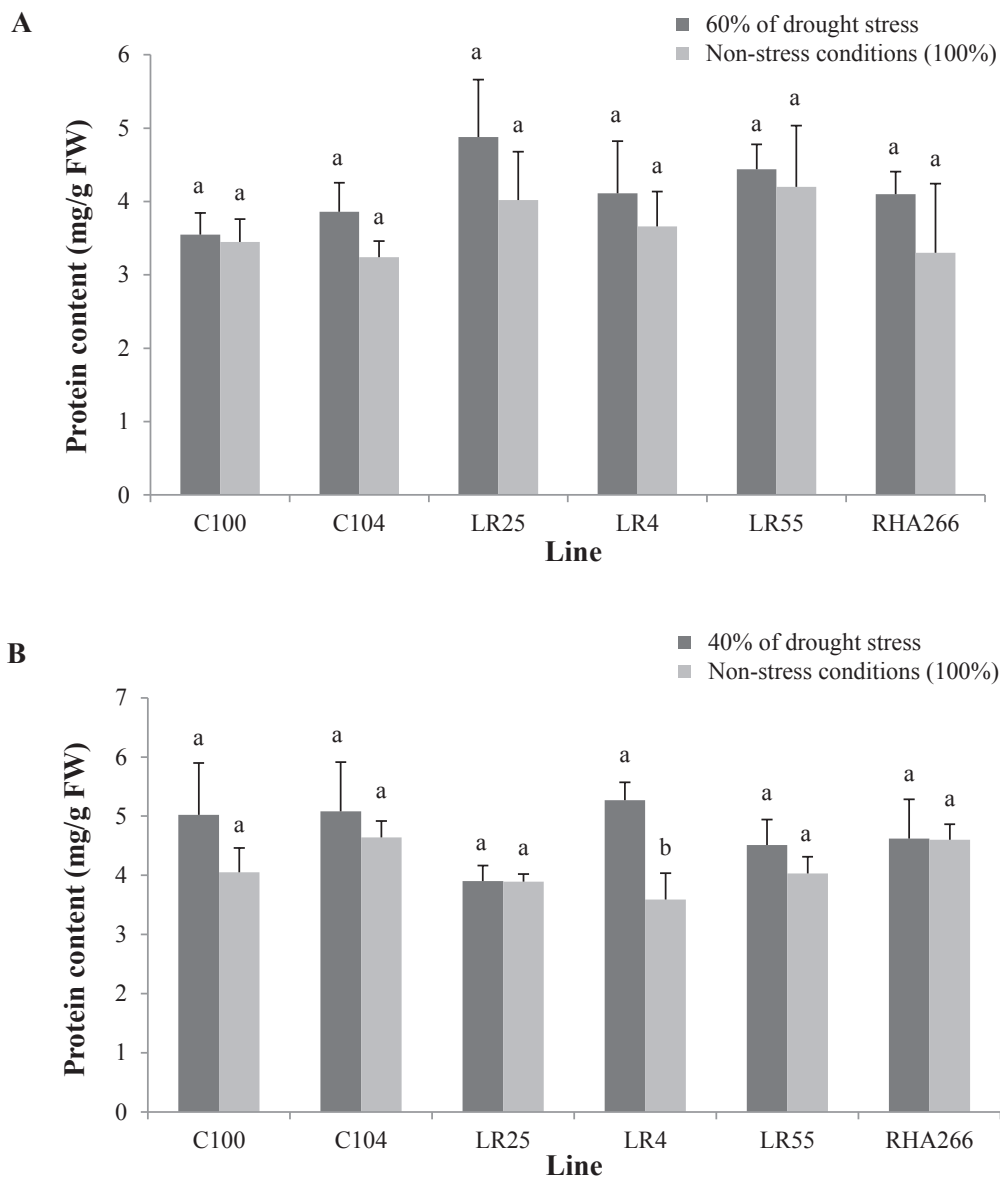 A
60% of drought stress
Non-stress conditions (100%)
Protein content (mg/g FW)
6
5
4
3
2
1
0
a a a a a a a a a a a a
C100 C104 LR25 LR4 LR55 RHA266
Line
B
40% of drought stress
Non-stress conditions (100%)
Protein content (mg/g FW)
7
6
5
4
3
2
1
0
a a a a a a a b a a a a
C100 C104 LR25 LR4 LR55 RHA266
Line